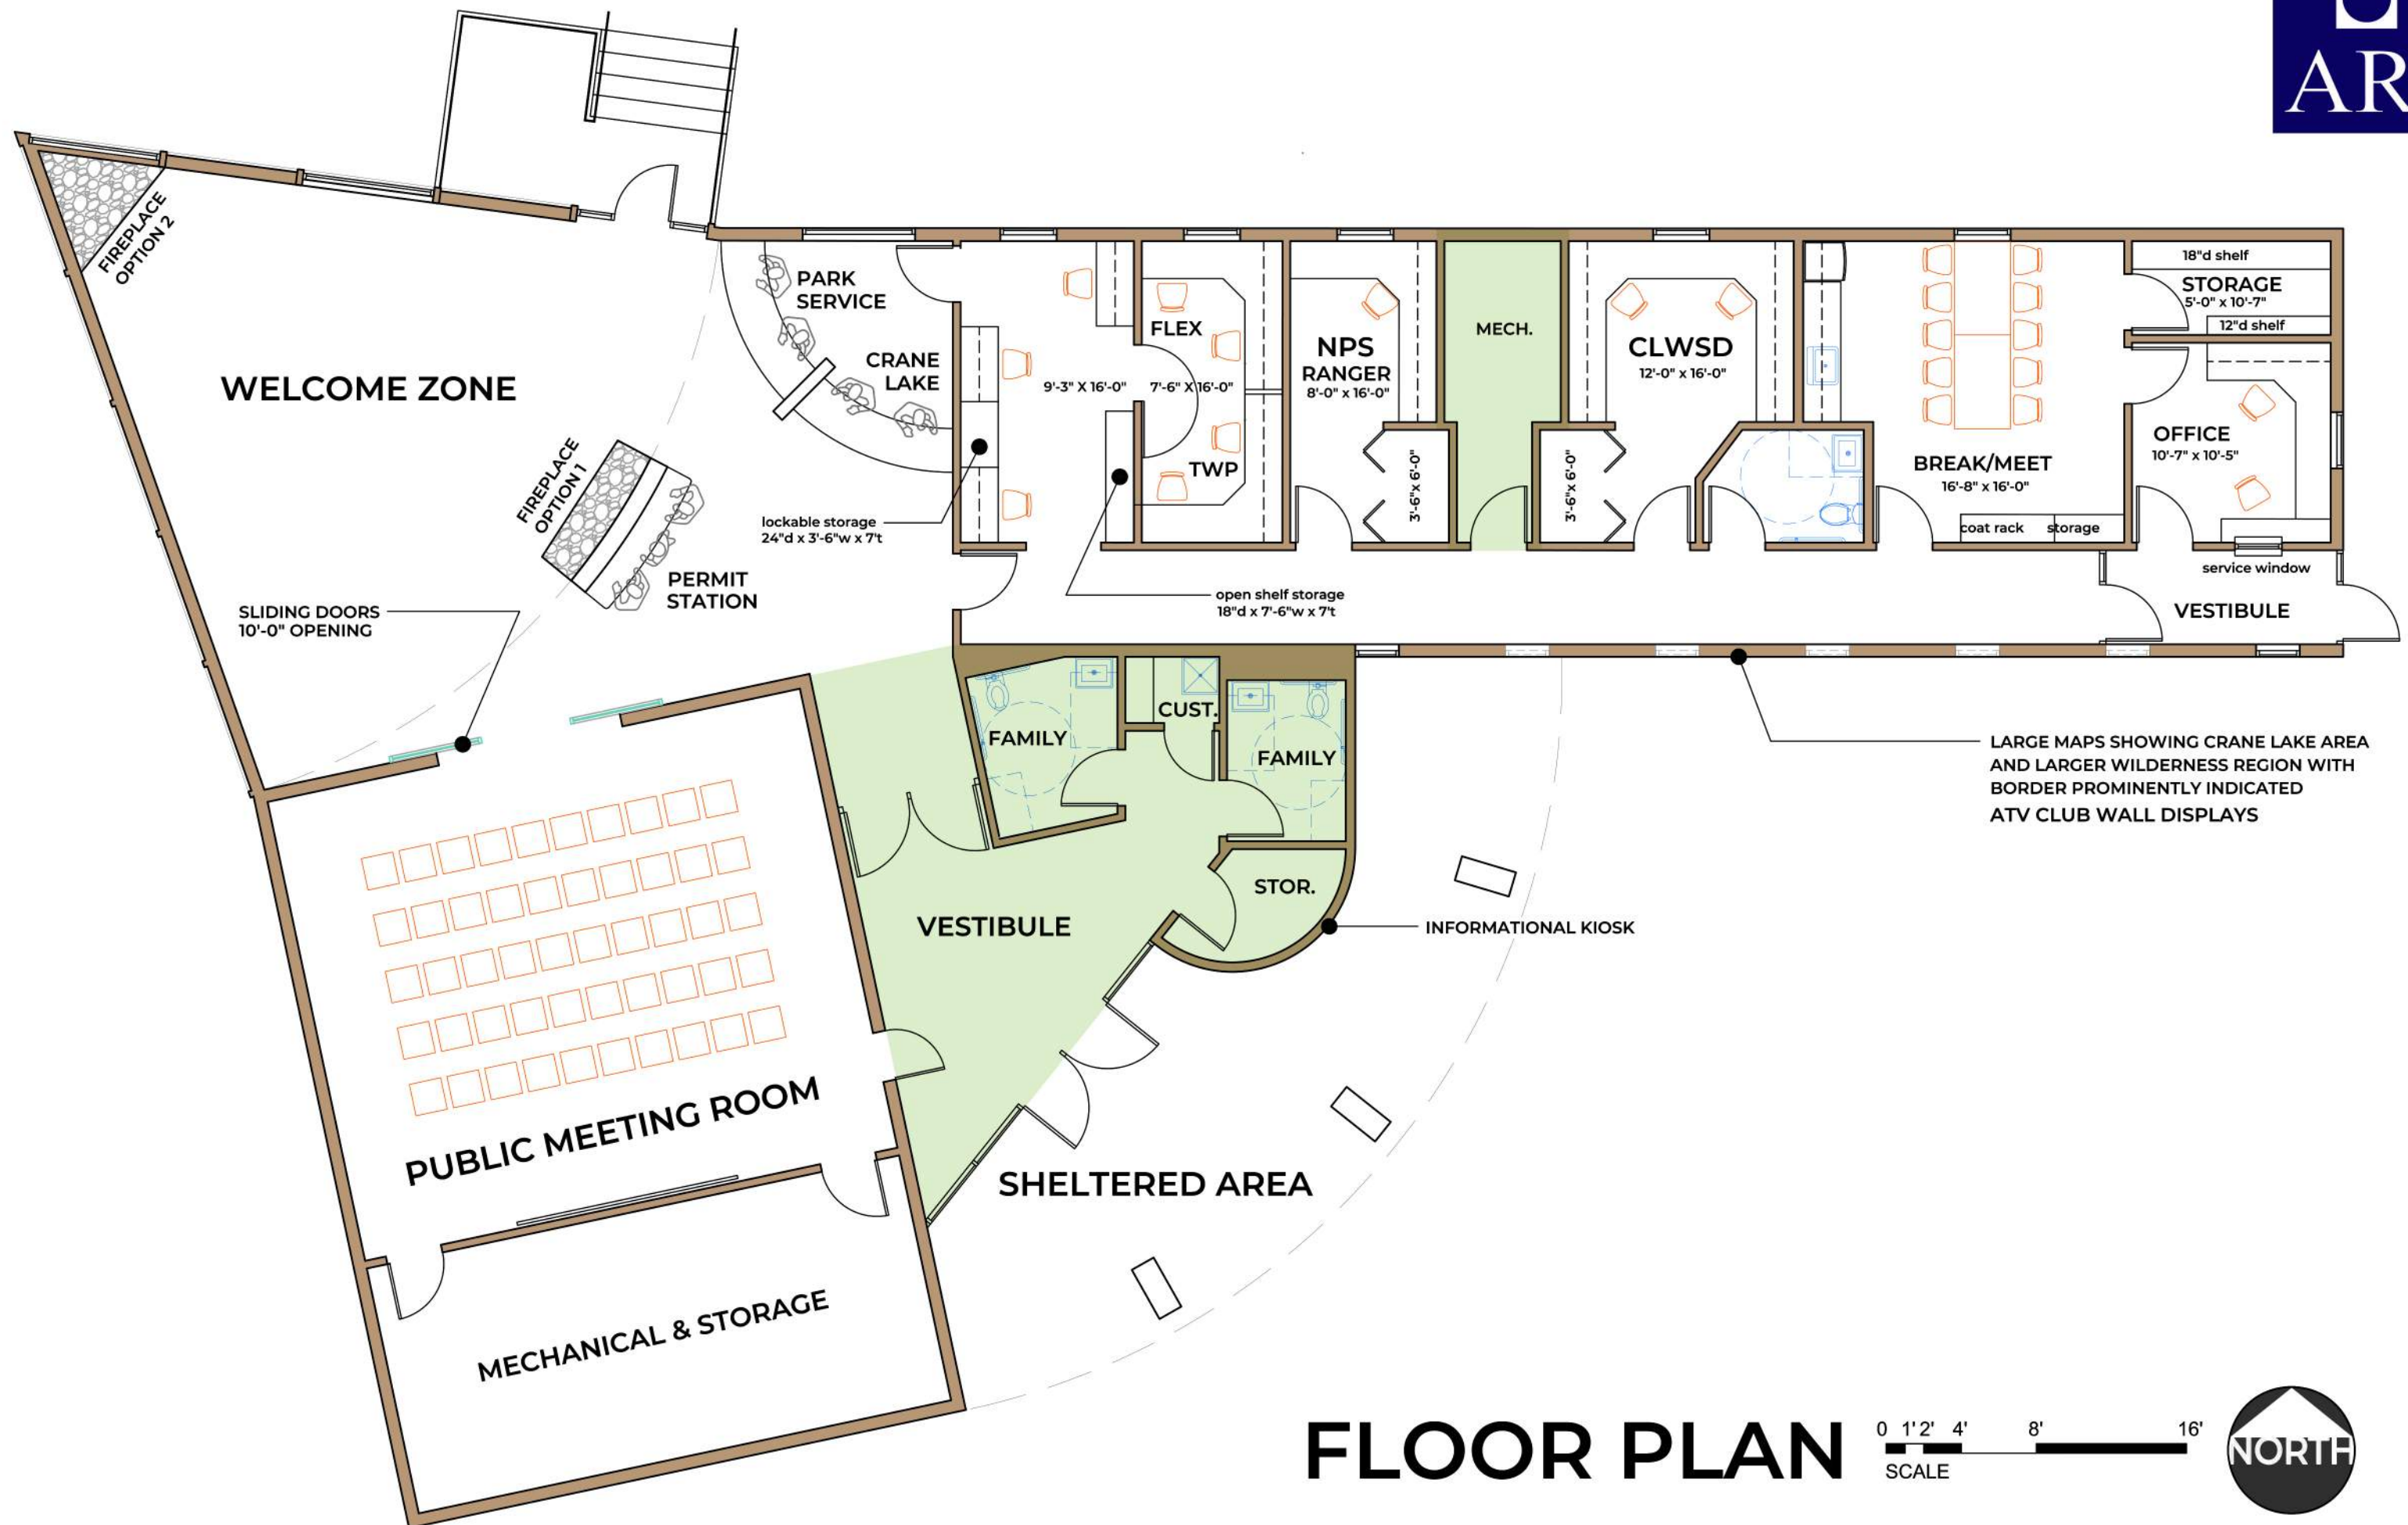 AR
FIREPLACE
OPTION 2
WELCOME ZONE
PARK
SERVICE
CRANE
LAKE
FIREPLACE
OPTION 1
PERMIT
STATION
SLIDING DOORS
10'-0" OPENING
lockable storage
24"d x 3'-6"w x 7't
9'-3" X 16'-0"
FLEX
7'-6" X 16'-0"
TWP
open shelf storage
18"d x 7'-6"w x 7't
NPS
RANGER
8'-0" x 16'-0"
3'-6"x 6'-0"
MECH.
3'-6"x 6'-0"
CLWSD
12'-0" x 16'-0"
BREAK/MEET
16'-8" x 16'-0"
coat rack storage
18"d shelf
STORAGE
5'-0" x 10'-7"
12"d shelf
OFFICE
10'-7" x 10'-5"
service window
VESTIBULE
FAMILY
CUST.
FAMILY
STOR.
VESTIBULE
INFORMATIONAL KIOSK
LARGE MAPS SHOWING CRANE LAKE AREA
AND LARGER WILDERNESS REGION WITH
BORDER PROMINENTLY INDICATED
ATV CLUB WALL DISPLAYS
PUBLIC MEETING ROOM
SHELTERED AREA
MECHANICAL & STORAGE
FLOOR PLAN
0 1' 2' 4' 8' 16'
SCALE
NORTH